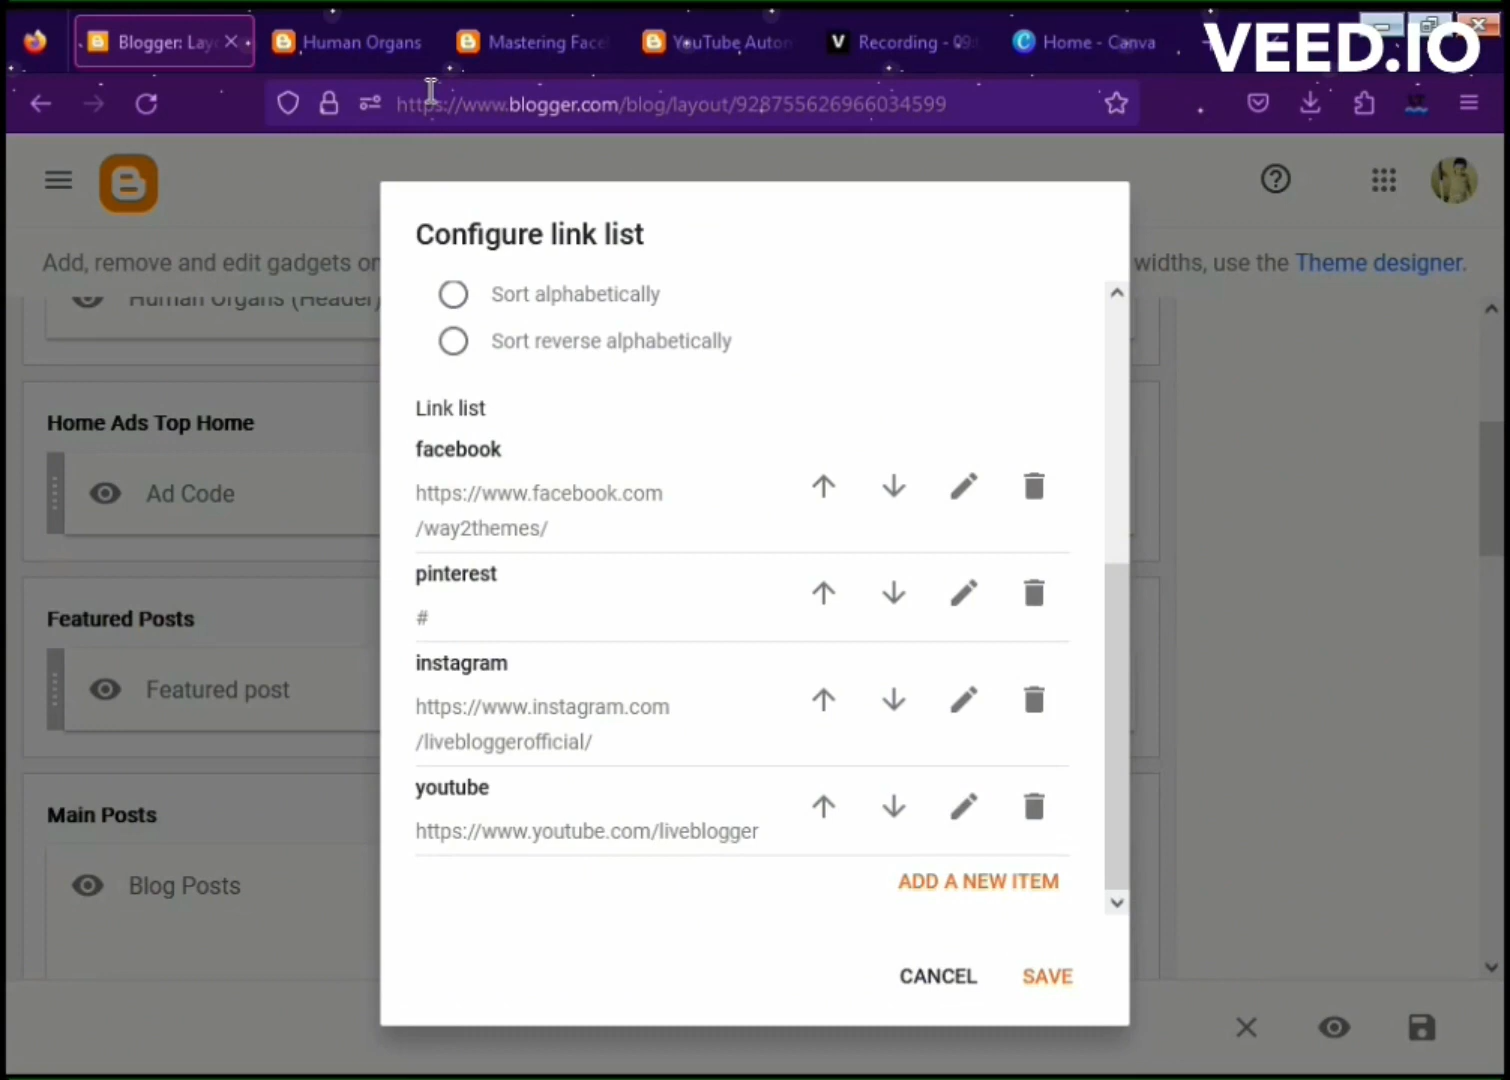 Blogger: Lay
Human Organs
Mastering Face
YouTube Auton
Recording - 09
Home - Canva
VEED.IO
https://www.blogger.com/blog/layout/928755626966034599
Add, remove and edit gadgets on
widths, use the Theme designer.
Human Organs (Header)
Home Ads Top Home
Ad Code
Featured Posts
Featured post
Main Posts
Blog Posts
Configure link list
Sort alphabetically
Sort reverse alphabetically
Link list
facebook
https://www.facebook.com
/way2themes/
pinterest
#
instagram
https://www.instagram.com
/livebloggerofficial/
youtube
https://www.youtube.com/liveblogger
ADD A NEW ITEM
CANCEL
SAVE